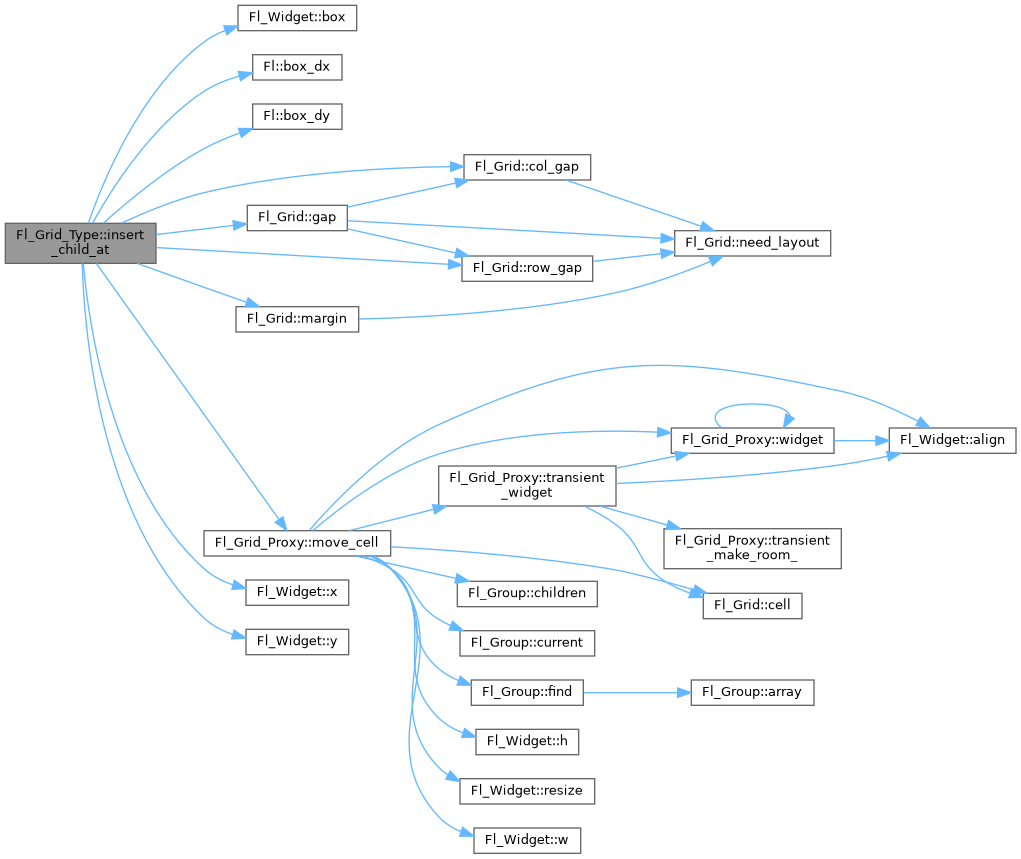 Fl_Widget::box
Fl::box_dx
Fl::box_dy
Fl_Grid::col_gap
Fl_Grid::gap
Fl_Grid_Type::insert
_child_at
Fl_Grid::need_layout
Fl_Grid::row_gap
Fl_Grid::margin
Fl_Grid_Proxy::widget
Fl_Widget::align
Fl_Grid_Proxy::transient
_widget
Fl_Grid_Proxy::move_cell
Fl_Grid_Proxy::transient
_make_room_
Fl_Widget::x
Fl_Group::children
Fl_Grid::cell
Fl_Widget::y
Fl_Group::current
Fl_Group::find
Fl_Group::array
Fl_Widget::h
Fl_Widget::resize
Fl_Widget::w